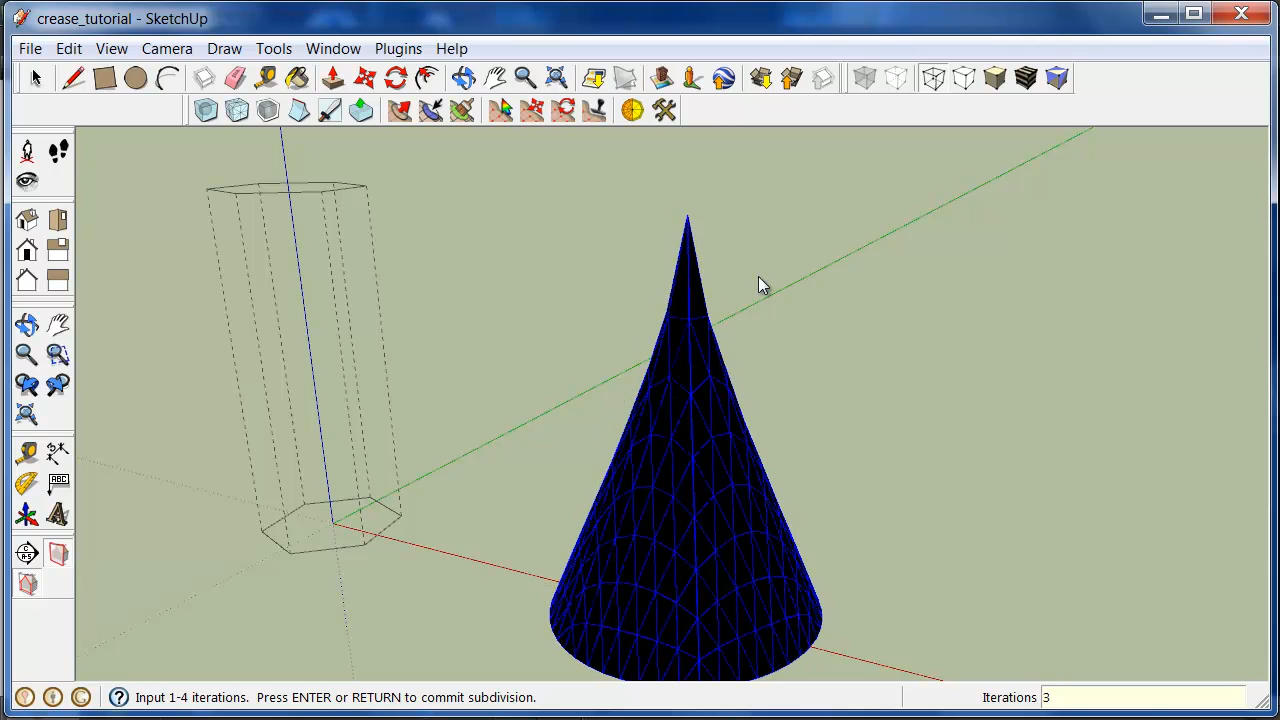 crease_tutorial - SketchUp
File Edit View Camera Draw Tools Window Plugins Help
ABC
Input 1-4 iterations. Press ENTER or RETURN to commit subdivision. Iterations 3